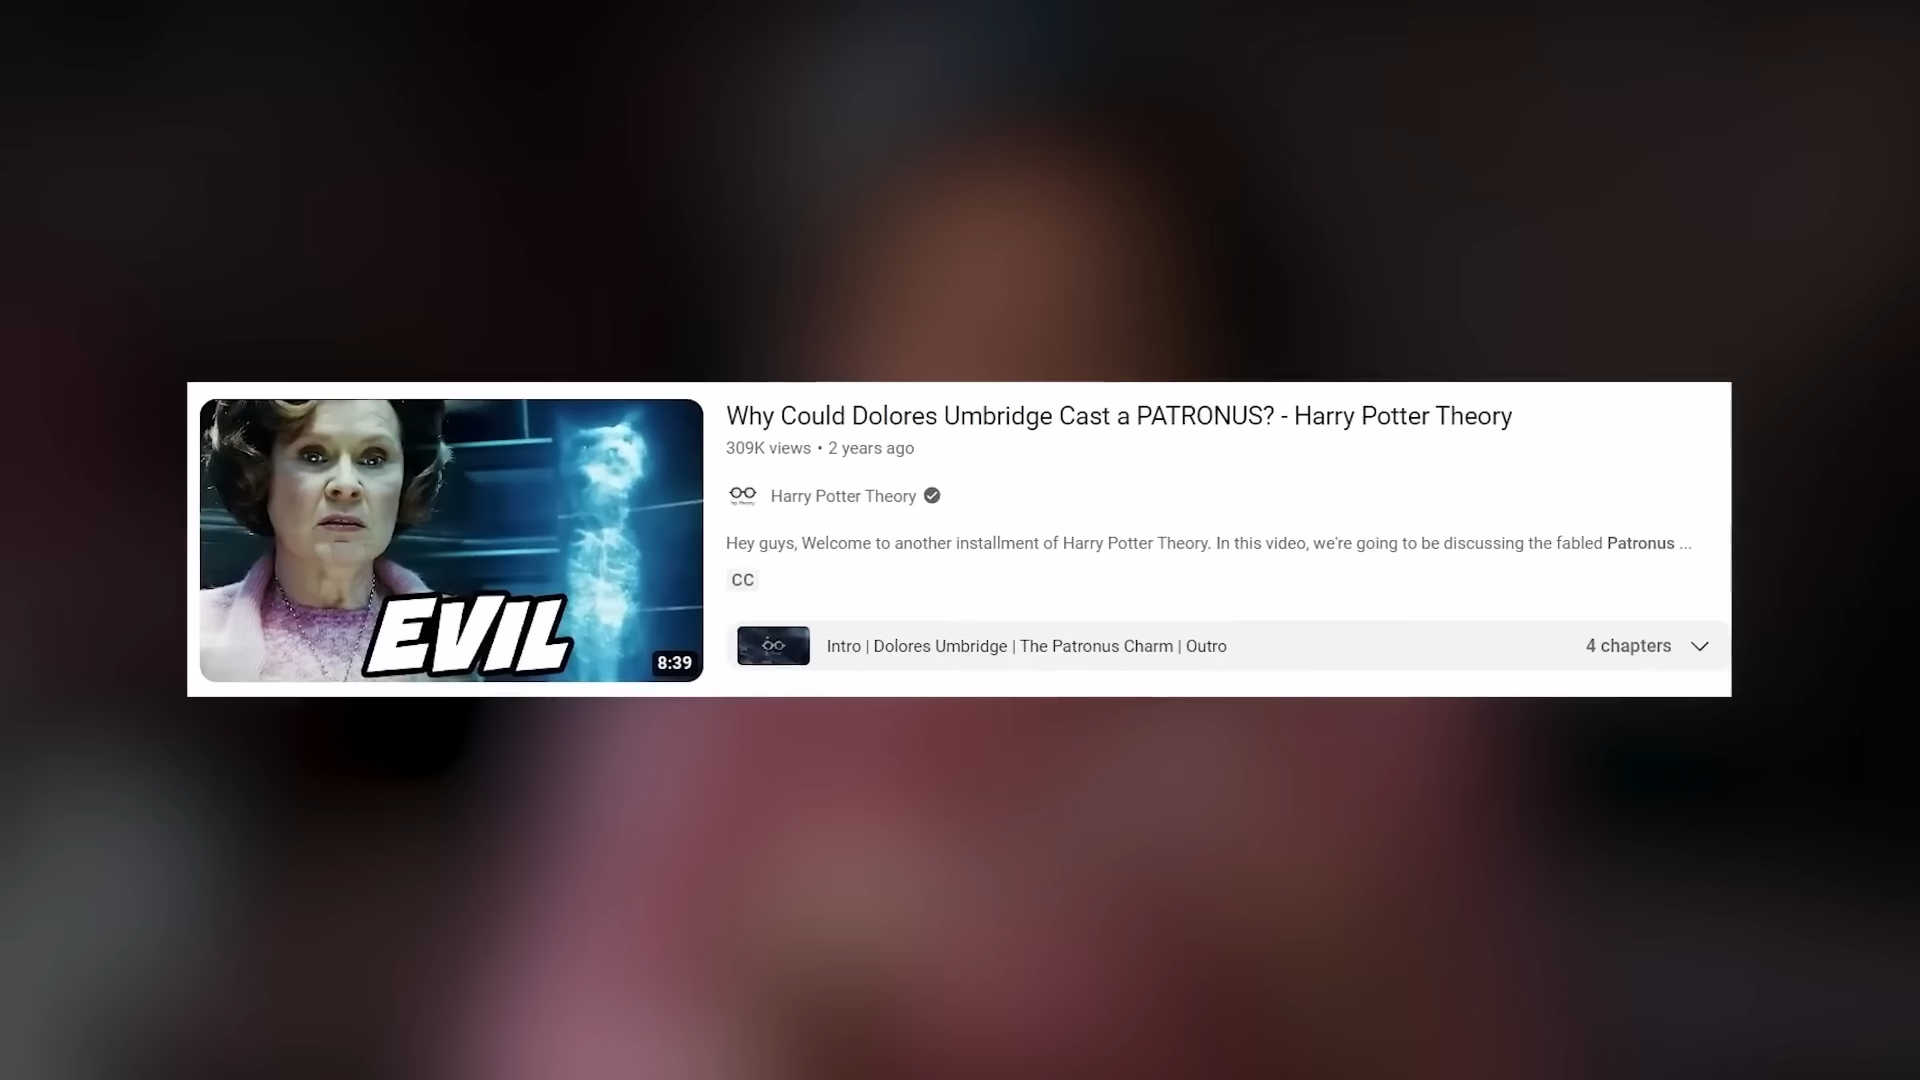 Why Could Dolores Umbridge Cast a PATRONUS? - Harry Potter Theory
309K views • 2 years ago
Harry Potter Theory
Hey guys, Welcome to another installment of Harry Potter Theory. In this video, we're going to be discussing the fabled Patronus ...
CC
EVIL
8:39
Intro | Dolores Umbridge | The Patronus Charm | Outro
4 chapters